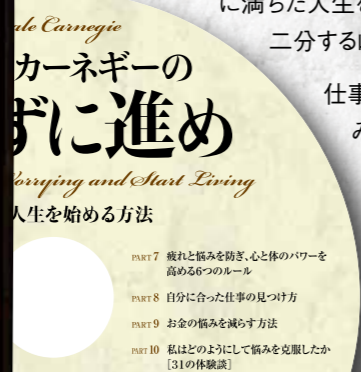 に満ちた人生を
ale Carnegie
二分する
カーネギーの
仕事
ずに進め
Worrying and Start Living
人生を始める方法
PART 7 疲れと悩みを防ぎ、心と体のパワーを
高める6つのルール
PART 8 自分に合った仕事の見つけ方
PART 9 お金の悩みを減らす方法
PART 10 私はどのようにして悩みを克服したか
[31の体験談]